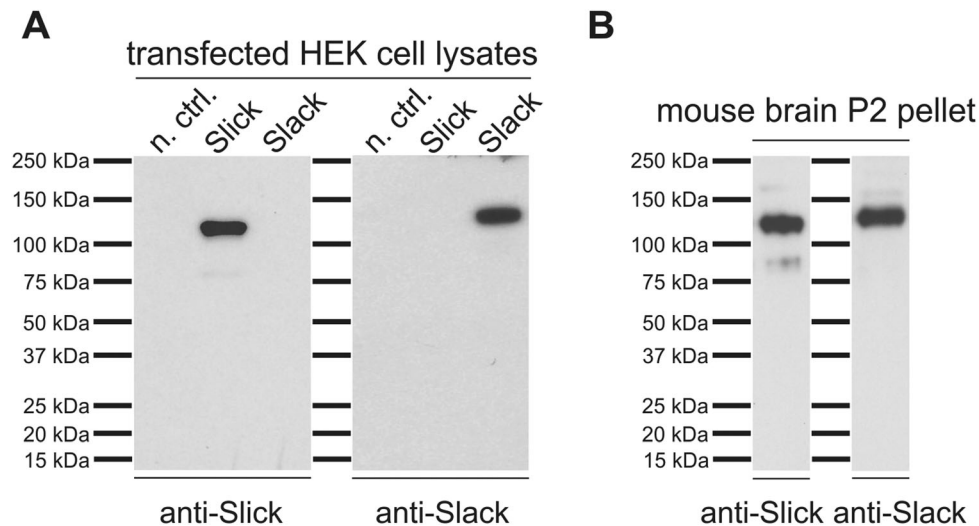 A
transfected HEK cell lysates
n. ctrl. Slick Slack n. ctrl. Slick Slack
250 kDa
150 kDa
100 kDa
75 kDa
50 kDa
37 kDa
25 kDa
20 kDa
15 kDa
anti-Slick anti-Slack
B
mouse brain P2 pellet
250 kDa
150 kDa
100 kDa
75 kDa
50 kDa
37 kDa
25 kDa
20 kDa
15 kDa
anti-Slick anti-Slack